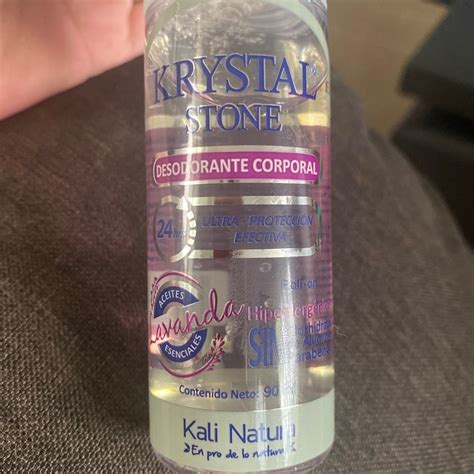 KRYSTAL
STONE
DESODORANTE CORPORAL
24
ULTRA - PROTECCIÓN
EFECTIVA
Roll-on
ACEITES
Lavanda
ESENCIALES
SIN
Contenido Neto: 90
Kali Natura
En pro de lo natural